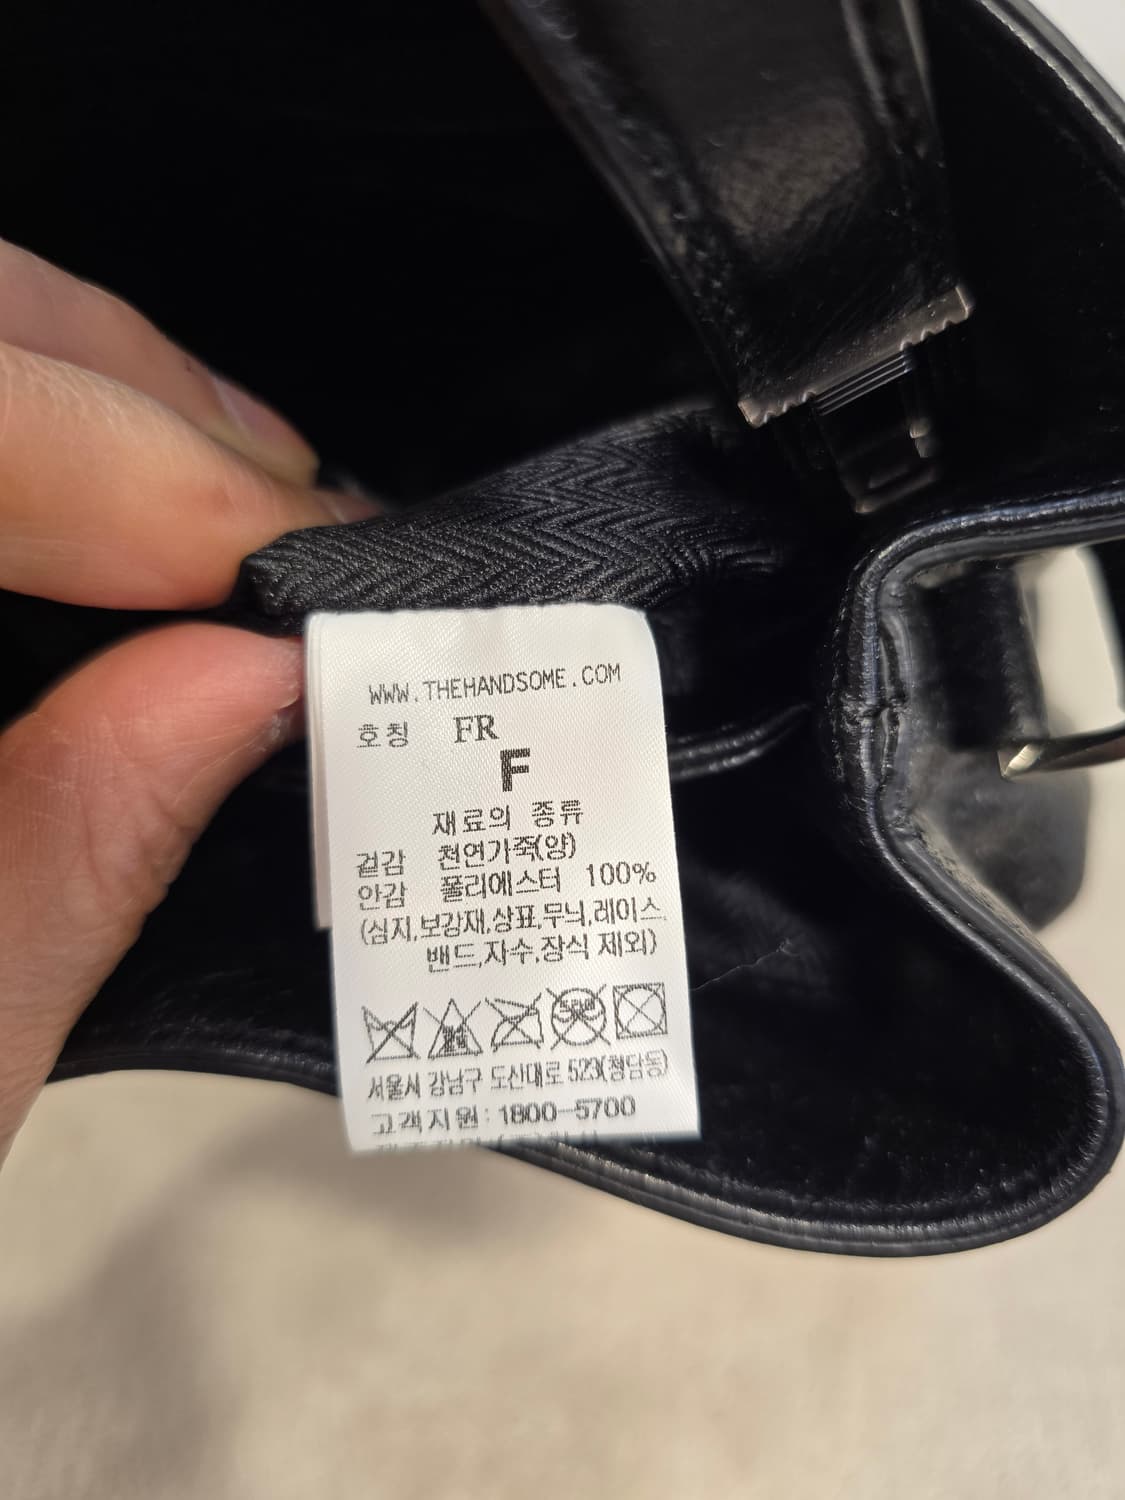 WWW.THEHANDSOME.COM
호칭 FR
F
재료의 종류
겉감 천연가죽(양)
안감 폴리에스터 100%
(심지,보강재,상표,무늬,레이스,
밴드,자수,장식 제외)
서울시 강남구 도산대로 523(청담동)
고객지원: 1800-5700